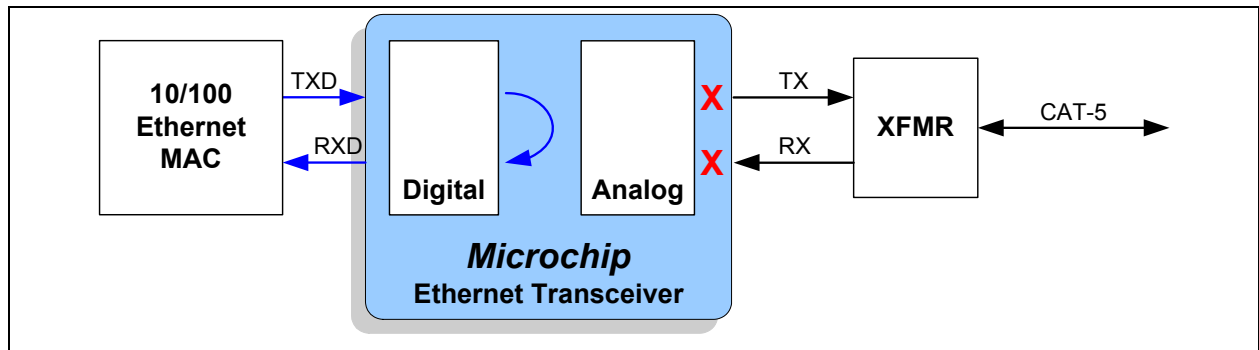 10/100
Ethernet
MAC
TXD
RXD
Digital
Analog
X
X
TX
RX
XFMR
CAT-5
Microchip
Ethernet Transceiver